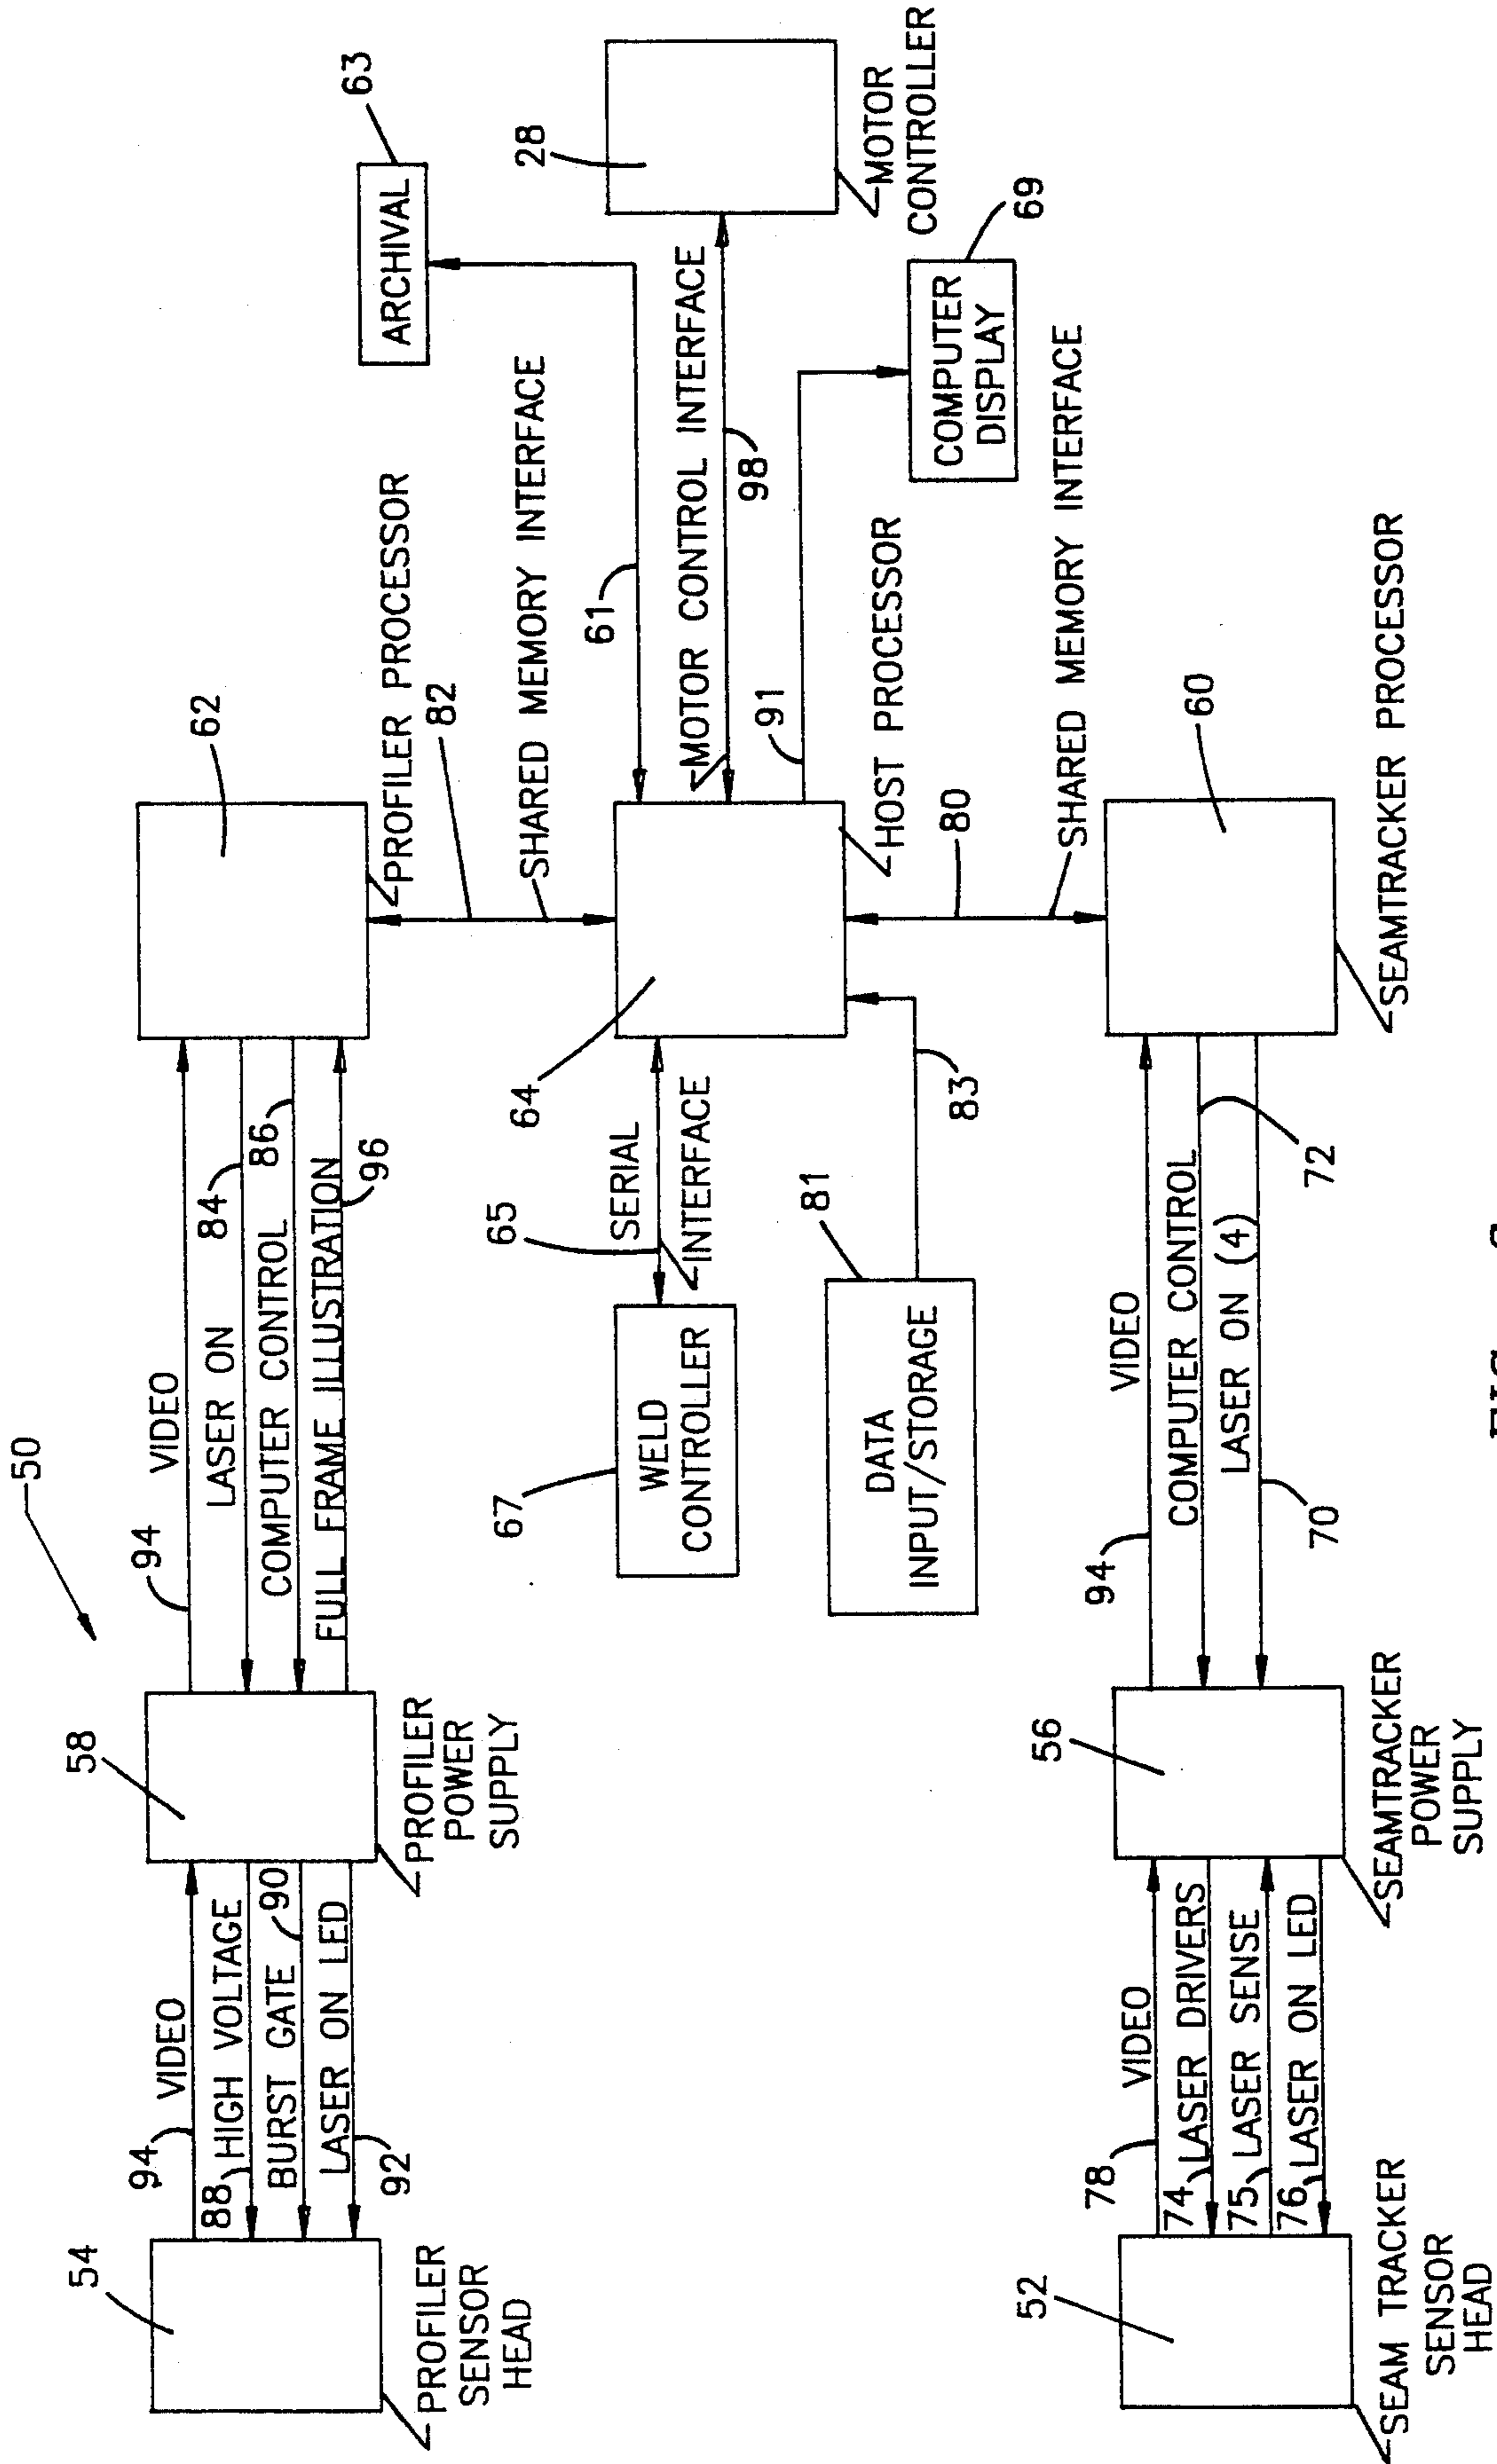 50
54
PROFILER
SENSOR
HEAD
94
VIDEO
88
HIGH VOLTAGE
BURST GATE
90
LASER ON LED
92
58
PROFILER
POWER
SUPPLY
94
VIDEO
LASER ON
84
COMPUTER CONTROL
86
FULL FRAME ILLUSTRATION
96
62
PROFILER PROCESSOR
82
SHARED MEMORY INTERFACE
63
ARCHIVAL
61
28
MOTOR
CONTROLLER
MOTOR CONTROL INTERFACE
98
64
HOST PROCESSOR
91
COMPUTER
DISPLAY
69
65
SERIAL
INTERFACE
67
WELD
CONTROLLER
81
DATA
INPUT/STORAGE
83
80
SHARED MEMORY INTERFACE
60
SEAMTRACKER PROCESSOR
94
VIDEO
COMPUTER CONTROL
72
LASER ON (4)
70
56
SEAMTRACKER
POWER
SUPPLY
78
VIDEO
74
LASER DRIVERS
75
LASER SENSE
76
LASER ON LED
52
SEAM TRACKER
SENSOR
HEAD